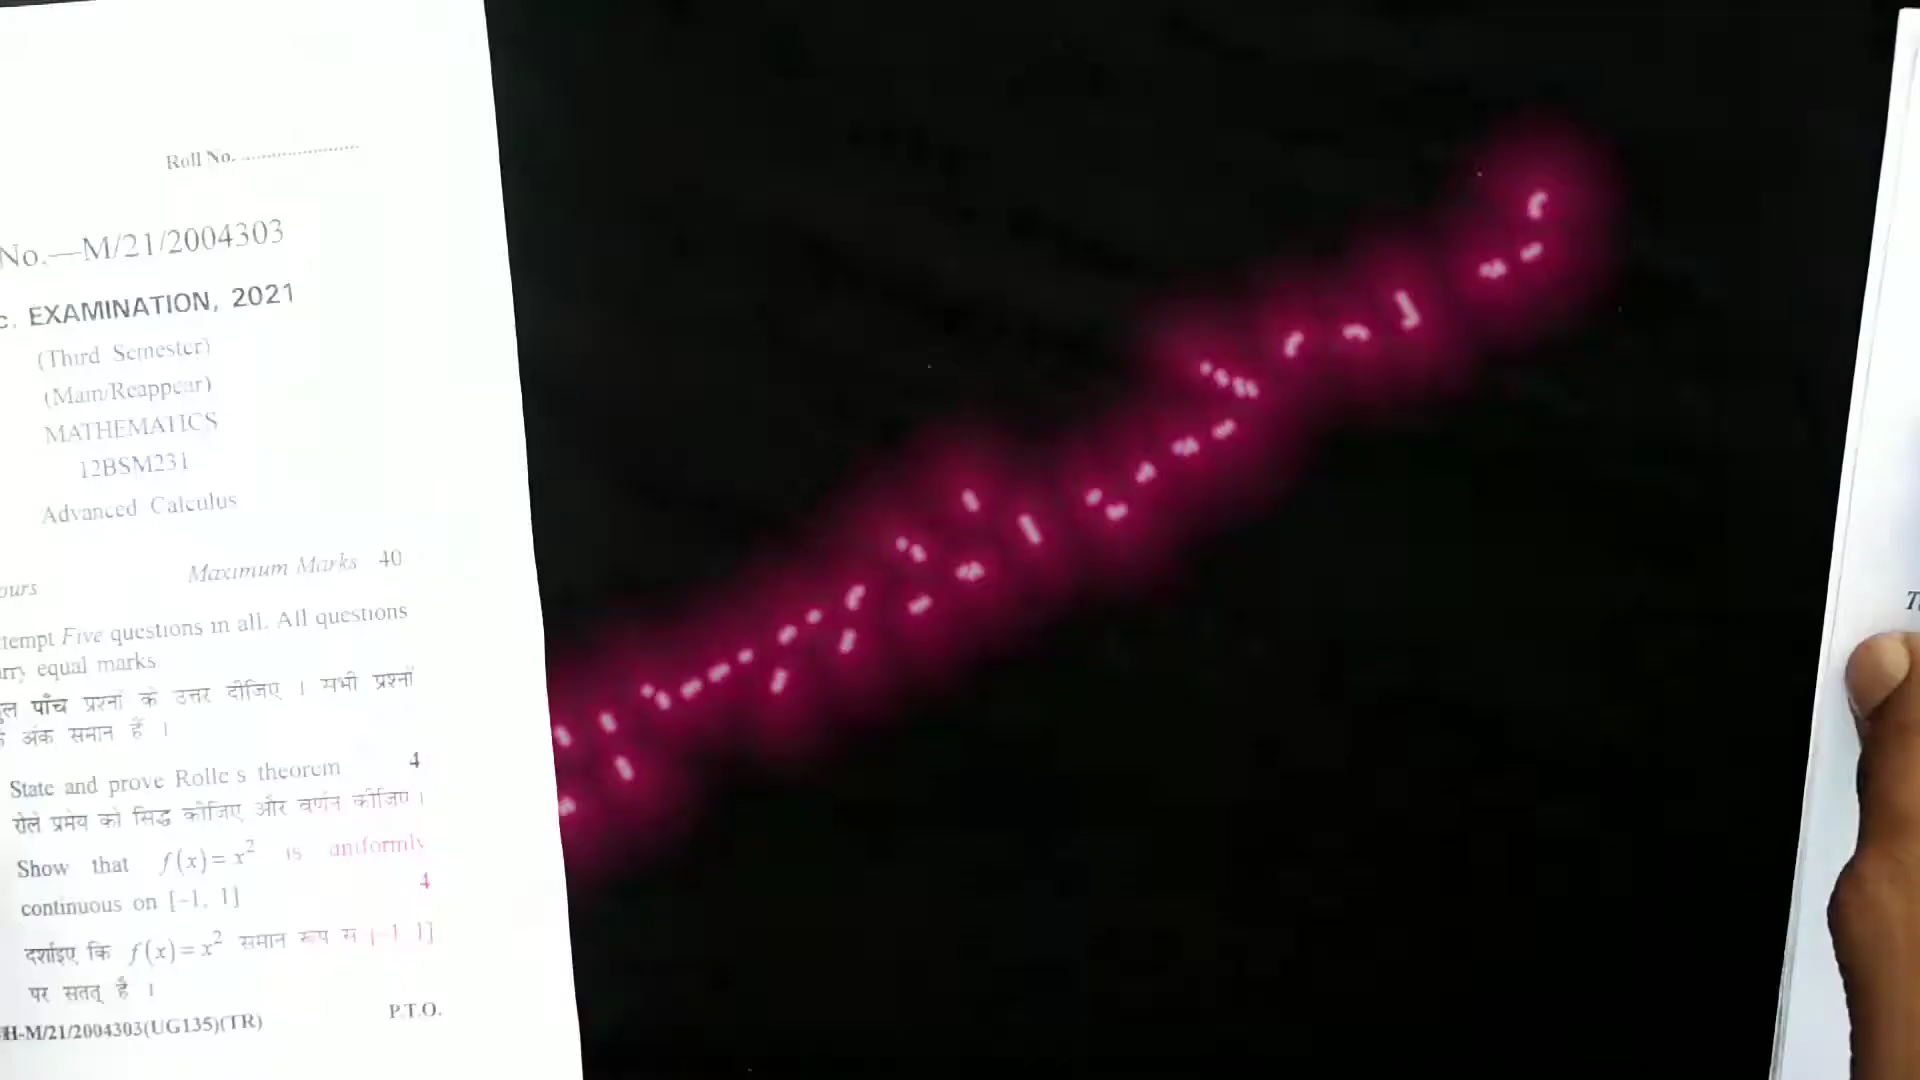 Roll No. ........................
No.—M/21/2004303
c. EXAMINATION, 2021
(Third Semester)
(Main/Reappear)
MATHEMATICS
12BSM231
Advanced Calculus
ours Maximum Marks 40
tempt Five questions in all. All questions
rry equal marks
ुल पाँच प्रश्नों के उत्तर दीजिए । सभी प्रश्नों
के अंक समान हैं ।
State and prove Rolle s theorem 4
रोले प्रमेय को सिद्ध कीजिए और वर्णन कीजिए।
Show that f(x)=x² is uniformly
continuous on [-1, 1] 4
दर्शाइए कि f(x)=x² समान रूप से [-1 1]
पर सतत् है ।
H-M/21/2004303(UG135)(TR) P.T.O.